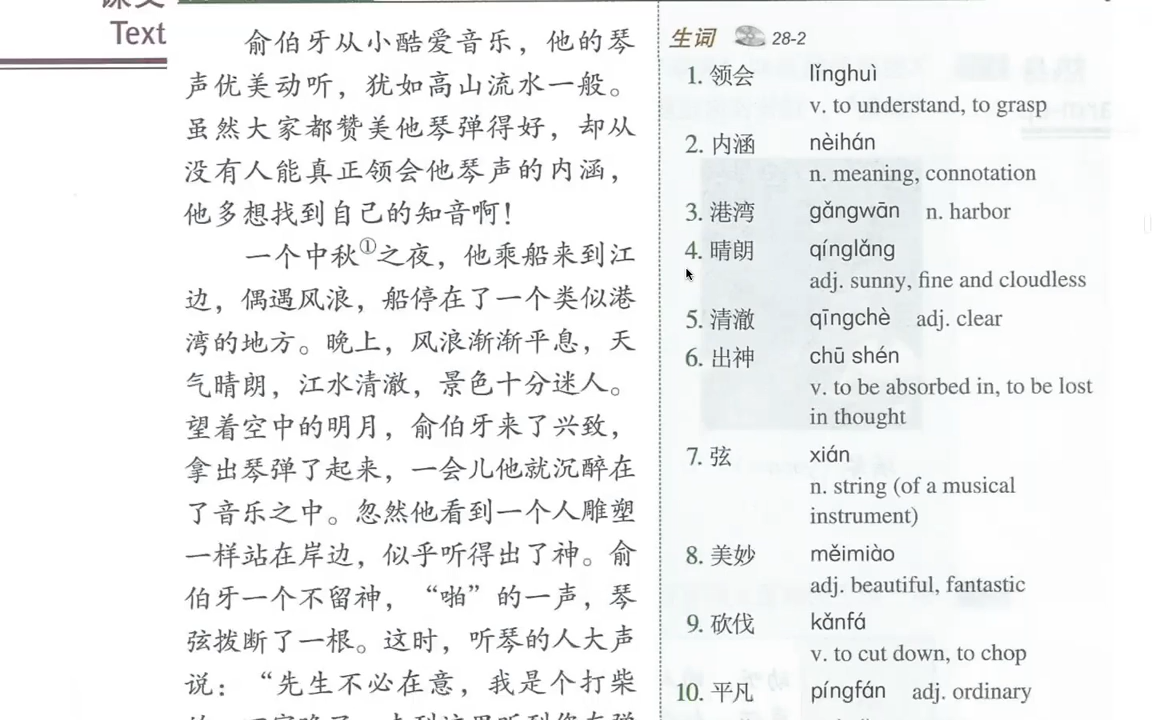 Text
俞伯牙从小酷爱音乐，他的琴
声优美动听，犹如高山流水一般。
虽然大家都赞美他琴弹得好，却从
没有人能真正领会他琴声的内涵，
他多想找到自己的知音啊！
一个中秋①之夜，他乘船来到江
边，偶遇风浪，船停在了一个类似港
湾的地方。晚上，风浪渐渐平息，天
气晴朗，江水清澈，景色十分迷人。
望着空中的明月，俞伯牙来了兴致，
拿出琴弹了起来，一会儿他就沉醉在
了音乐之中。忽然他看到一个人雕塑
一样站在岸边，似乎听得出了神。俞
伯牙一个不留神，“啪”的一声，琴
弦拨断了一根。这时，听琴的人大声
说：“先生不必在意，我是个打柴
生词 28-2
1. 领会 lǐnghuì
v. to understand, to grasp
2. 内涵 nèihán
n. meaning, connotation
3. 港湾 gǎngwān n. harbor
4. 晴朗 qínglǎng
adj. sunny, fine and cloudless
5. 清澈 qīngchè adj. clear
6. 出神 chū shén
v. to be absorbed in, to be lost
in thought
7. 弦 xián
n. string (of a musical
instrument)
8. 美妙 měimiào
adj. beautiful, fantastic
9. 砍伐 kǎnfá
v. to cut down, to chop
10. 平凡 píngfán adj. ordinary